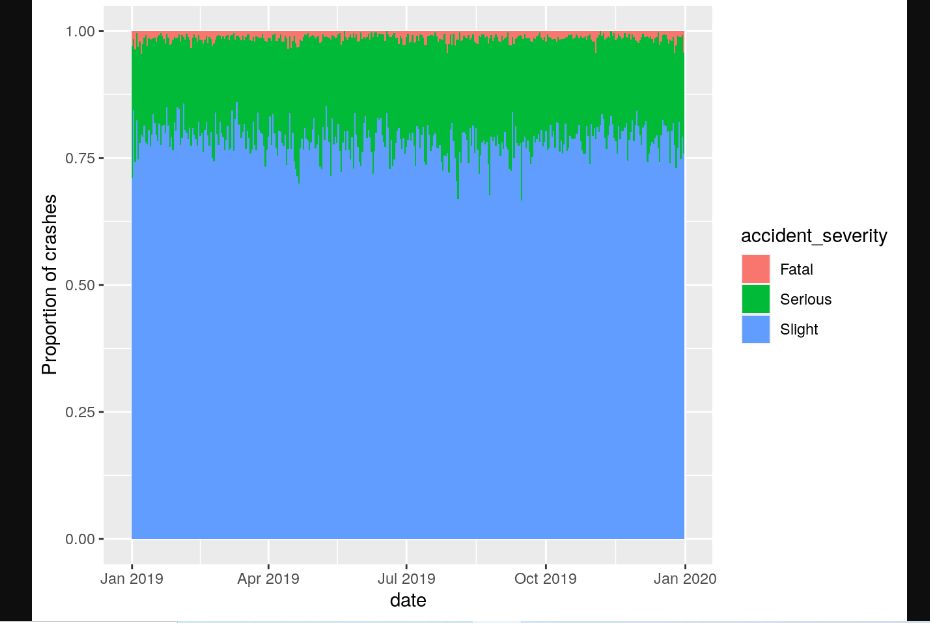 1.00
0.75
0.50
0.25
0.00
Proportion of crashes
Jan 2019
Apr 2019
Jul 2019
Oct 2019
Jan 2020
date
accident_severity
Fatal
Serious
Slight